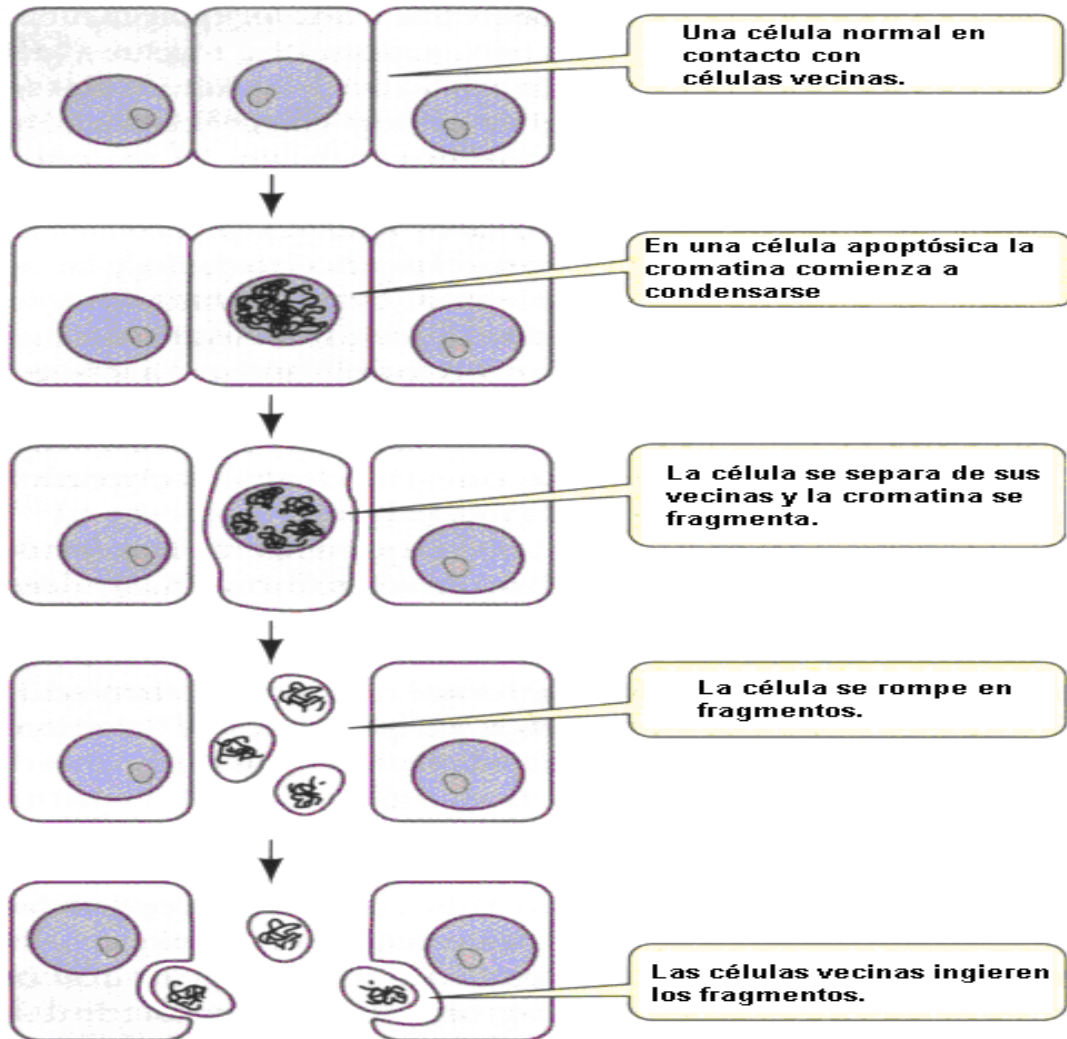 Una célula normal en
contacto con
células vecinas.
En una célula apoptósica la
cromatina comienza a
condensarse
La célula se separa de sus
vecinas y la cromatina se
fragmenta.
La célula se rompe en
fragmentos.
Las células vecinas ingieren
los fragmentos.